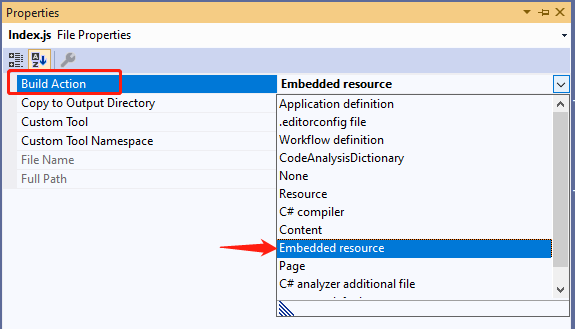 Properties
Index.js File Properties
Build Action Embedded resource
Copy to Output Directory
Custom Tool
Custom Tool Namespace
File Name
Full Path
Application definition
.editorconfig file
Workflow definition
CodeAnalysisDictionary
None
Resource
C# compiler
Content
Embedded resource
Page
C# analyzer additional file